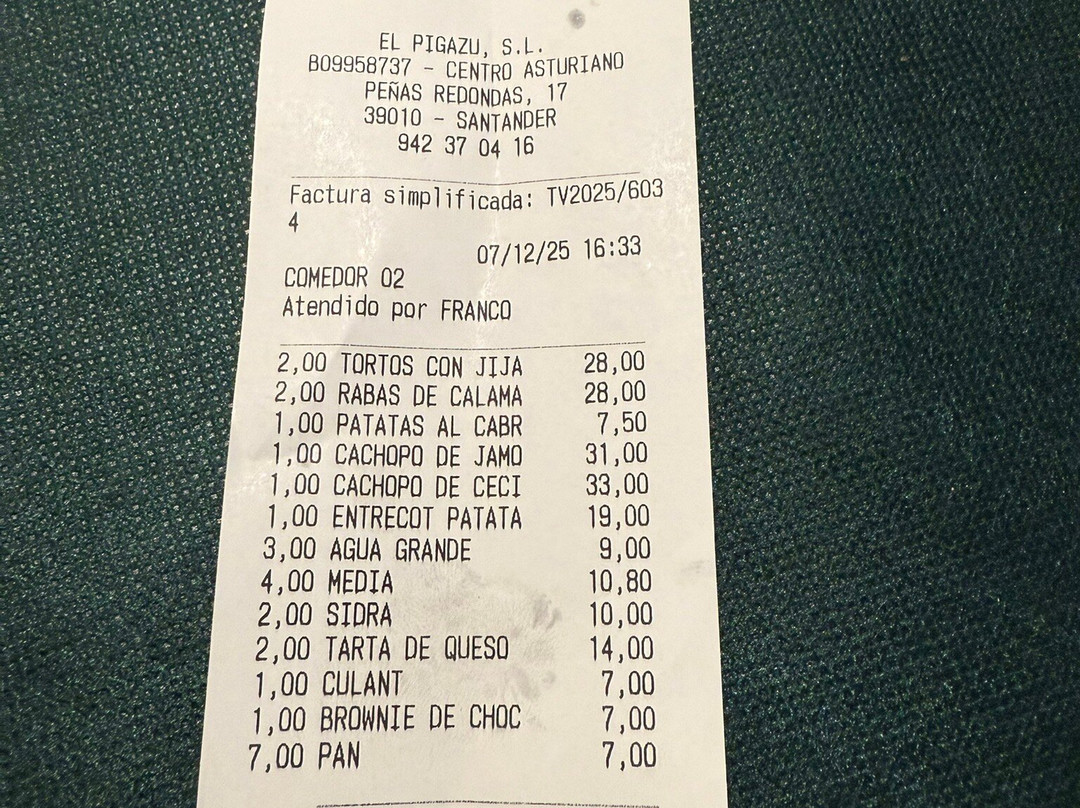 EL PIGAZU, S.L.
B09958737 - CENTRO ASTURIANO
PEÑAS REDONDAS, 17
39010 - SANTANDER
942 37 04 16
Factura simplificada: TV2025/603
4
07/12/25 16:33
COMEDOR 02
Atendido por FRANCO
2,00 TORTOS CON JIJA 28,00
2,00 RABAS DE CALAMA 28,00
1,00 PATATAS AL CABR 7,50
1,00 CACHOPO DE JAMO 31,00
1,00 CACHOPO DE CECI 33,00
1,00 ENTRECOT PATATA 19,00
3,00 AGUA GRANDE 9,00
4,00 MEDIA 10,80
2,00 SIDRA 10,00
2,00 TARTA DE QUESO 14,00
1,00 CULANT 7,00
1,00 BROWNIE DE CHOC 7,00
7,00 PAN 7,00